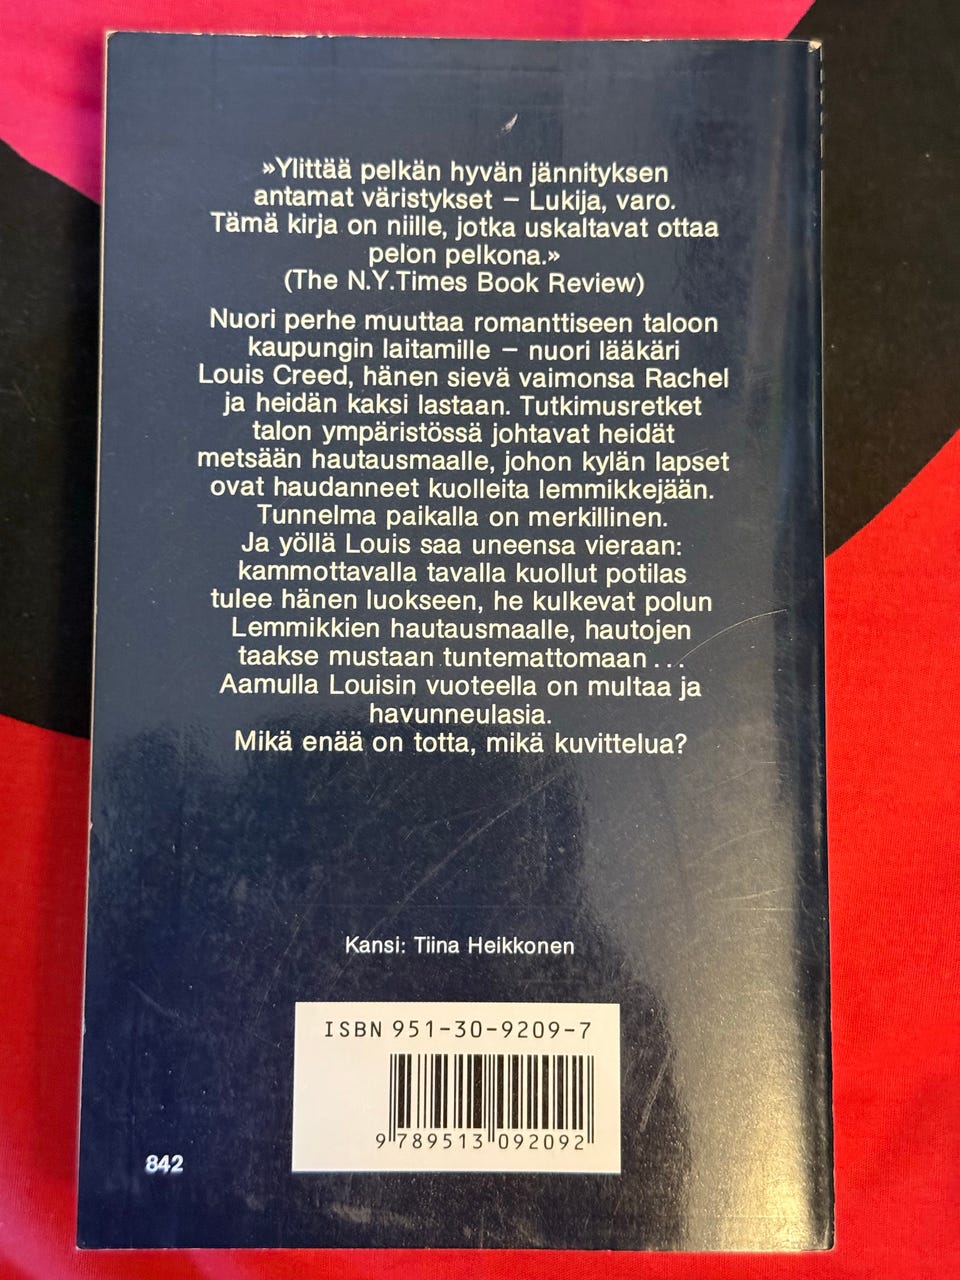 »Ylittää pelkän hyvän jännityksen
antamat väristykset – Lukija, varo.
Tämä kirja on niille, jotka uskaltavat ottaa
pelon pelkona.»
(The N.Y.Times Book Review)
Nuori perhe muuttaa romanttiseen taloon
kaupungin laitamille – nuori lääkäri
Louis Creed, hänen sievä vaimonsa Rachel
ja heidän kaksi lastaan. Tutkimusretket
talon ympäristössä johtavat heidät
metsään hautausmaalle, johon kylän lapset
ovat haudanneet kuolleita lemmikkejään.
Tunnelma paikalla on merkillinen.
Ja yöllä Louis saa uneensa vieraan:
kammottavalla tavalla kuollut potilas
tulee hänen luokseen, he kulkevat polun
Lemmikkien hautausmaalle, hautojen
taakse mustaan tuntemattomaan...
Aamulla Louisin vuoteella on multaa ja
havunneulasia.
Mikä enää on totta, mikä kuvittelua?
Kansi: Tiina Heikkonen
ISBN 951-30-9209-7
9 789513 092092
842